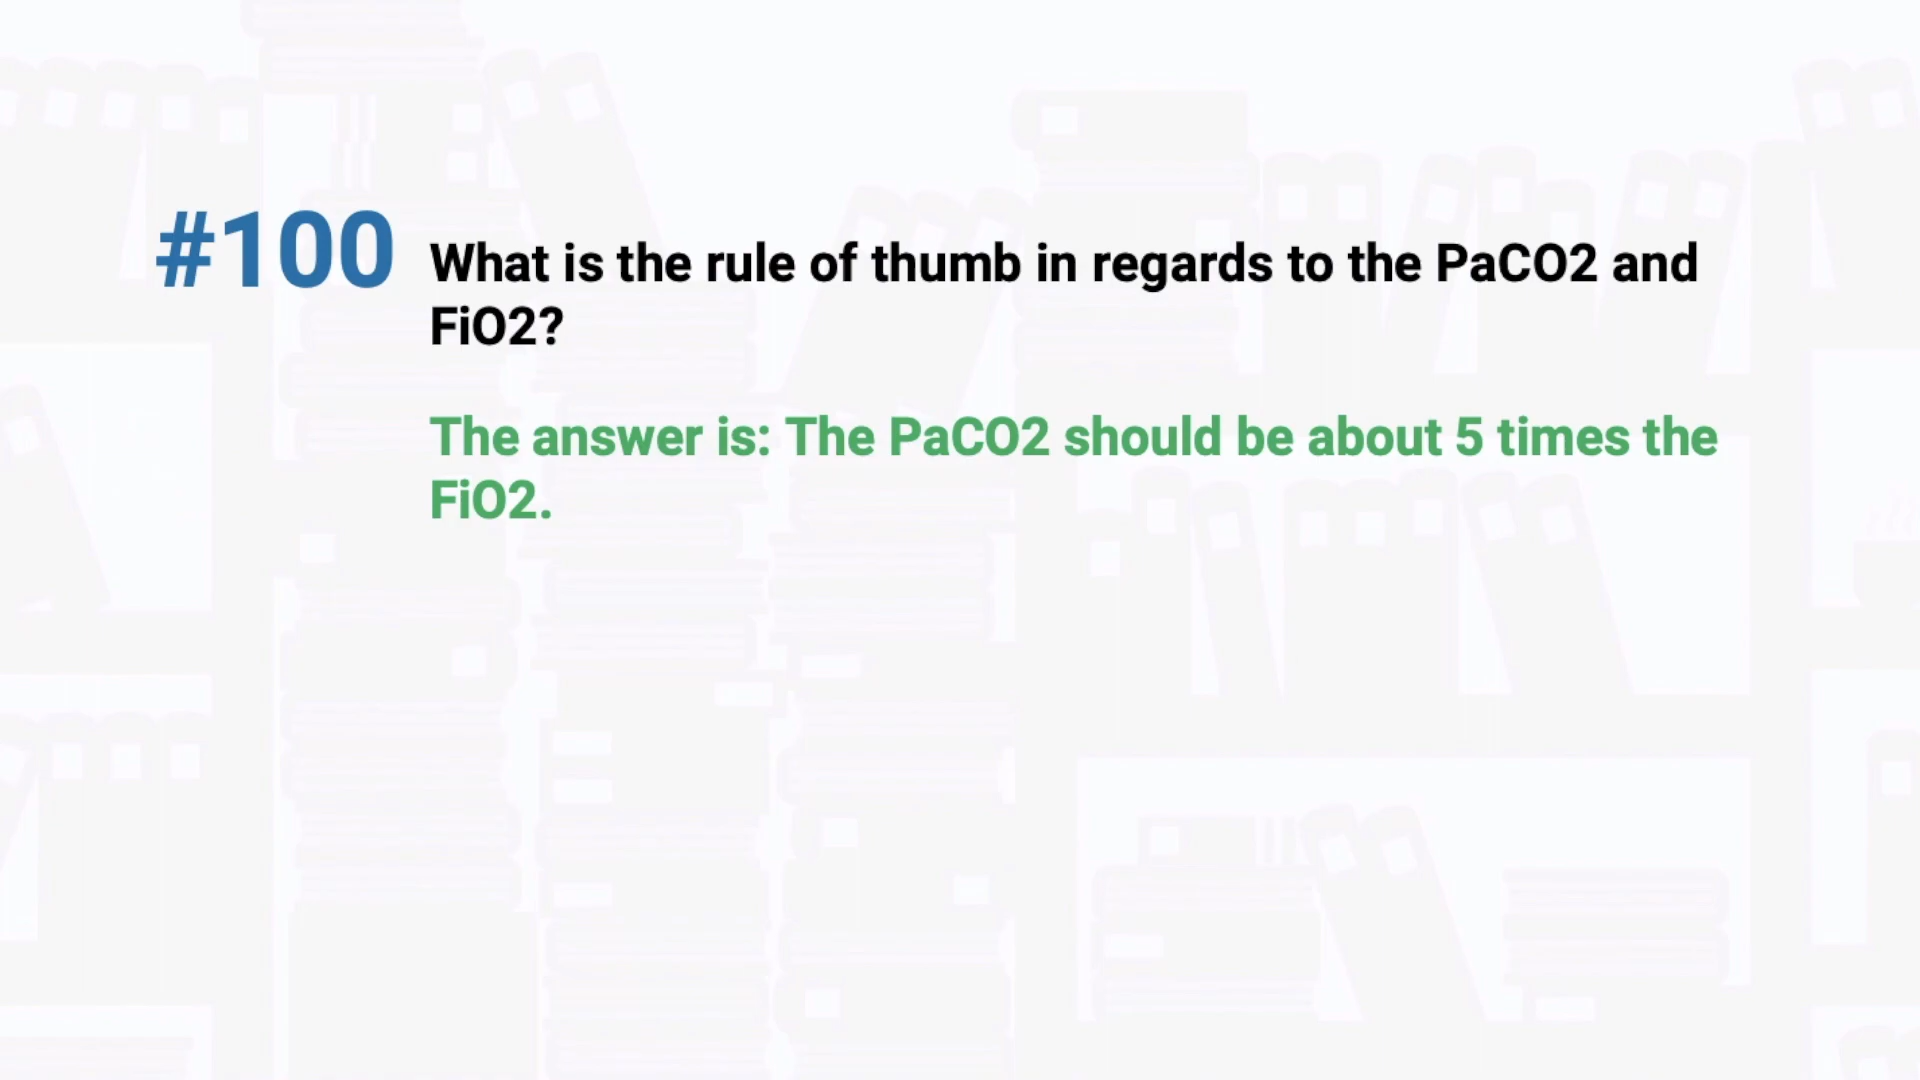 #100 What is the rule of thumb in regards to the PaCO2 and
FiO2?
The answer is: The PaCO2 should be about 5 times the
FiO2.